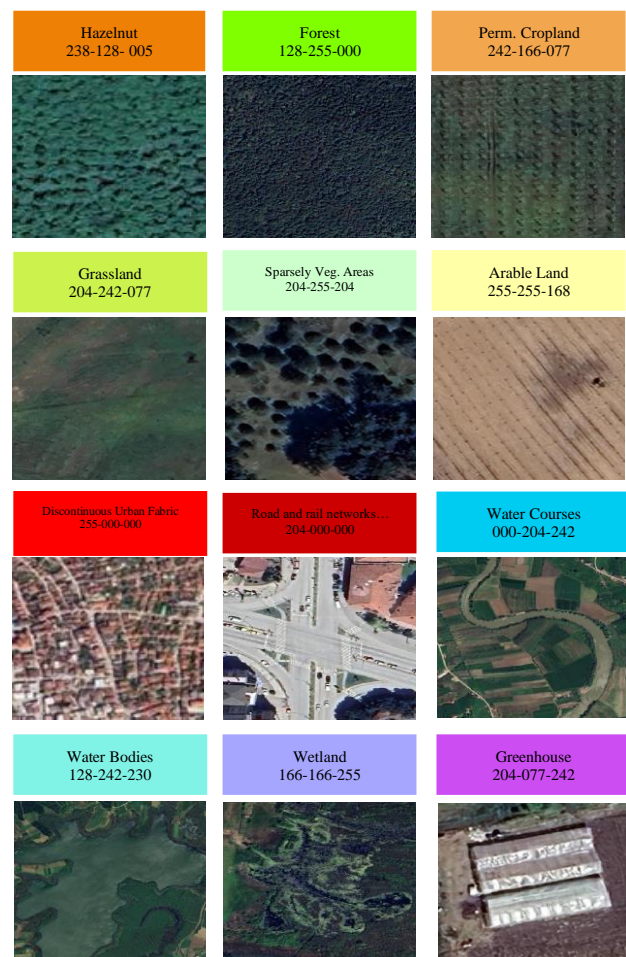 Hazelnut
238-128- 005
Forest
128-255-000
Perm. Cropland
242-166-077
Grassland
204-242-077
Sparsely Veg. Areas
204-255-204
Arable Land
255-255-168
Discontinuous Urban Fabric
255-000-000
Road and rail networks…
204-000-000
Water Courses
000-204-242
Water Bodies
128-242-230
Wetland
166-166-255
Greenhouse
204-077-242